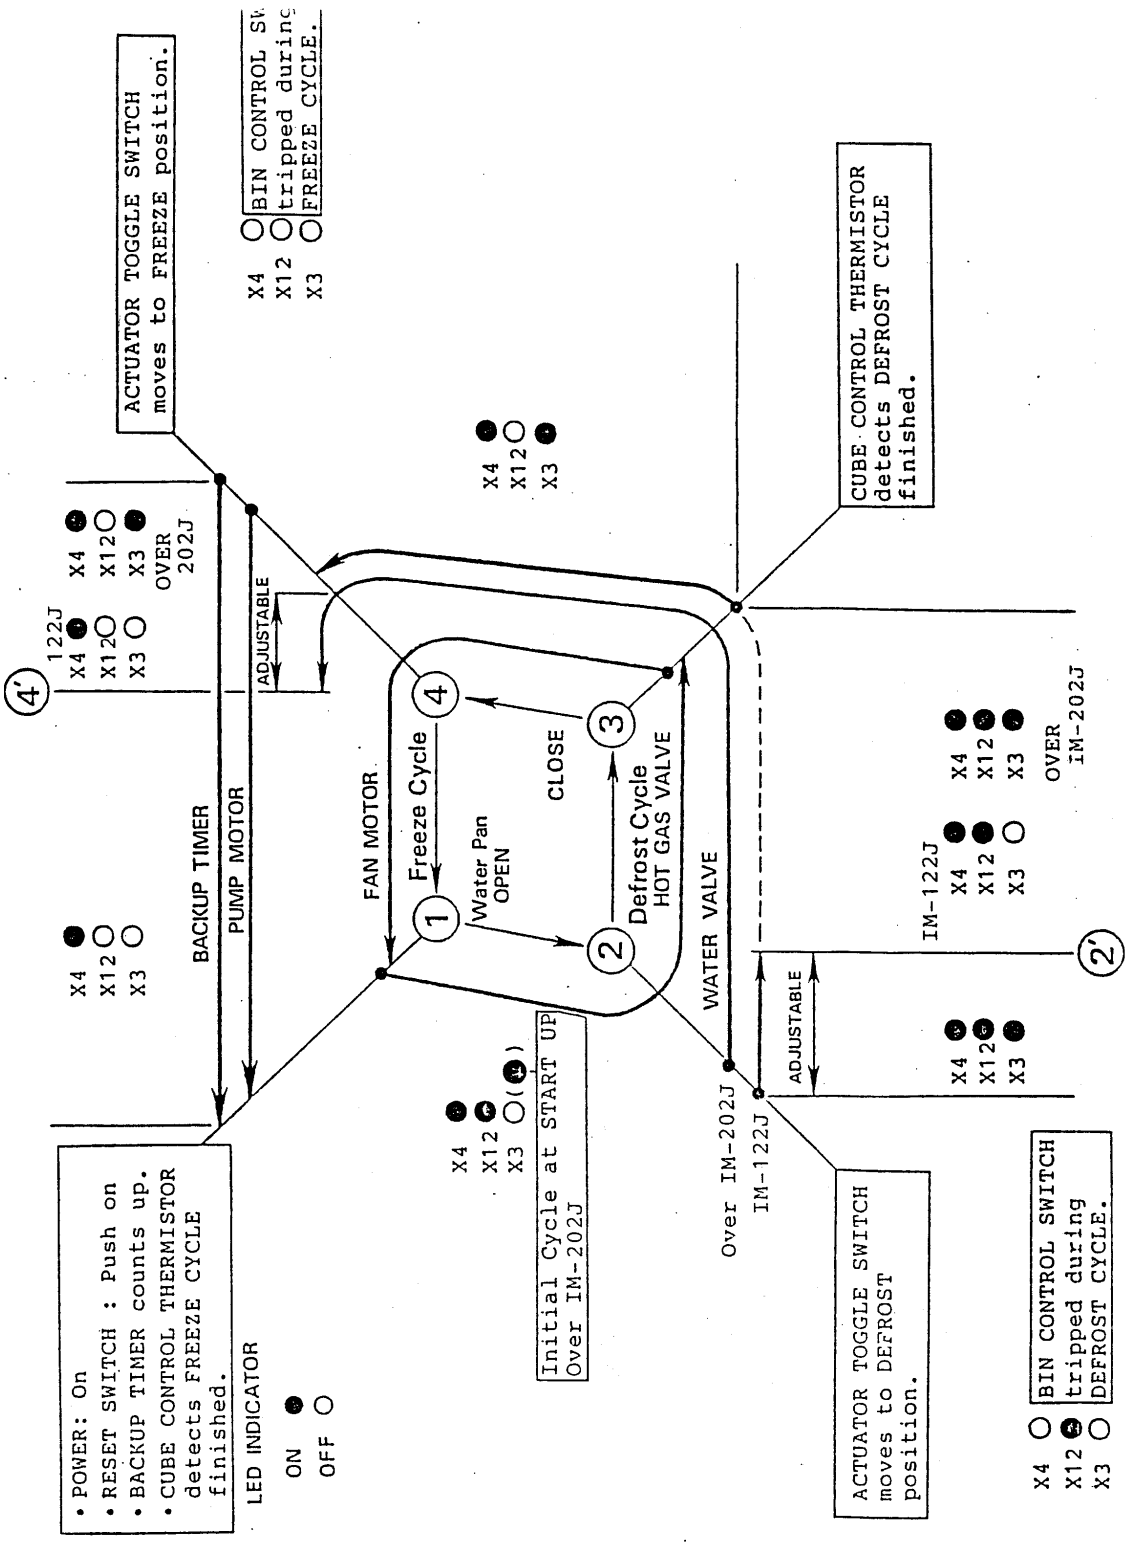 • POWER: On
• RESET SWITCH : Push on
• BACKUP TIMER counts up.
• CUBE CONTROL THERMISTOR
detects FREEZE CYCLE
finished.
LED INDICATOR
ON
OFF
BACKUP TIMER
PUMP MOTOR
X4
X12
X3
4'
122J
X4
X12
X3
X4
X12
X3
OVER
202J
ADJUSTABLE
ACTUATOR TOGGLE SWITCH
moves to FREEZE position.
X4
X12
X3
BIN CONTROL SW
tripped during
FREEZE CYCLE.
FAN MOTOR
Freeze Cycle
1
4
Water Pan
OPEN
CLOSE
2
3
Defrost Cycle
HOT GAS VALVE
WATER VALVE
X4
X12
X3
X4
X12
X3 ( )
Initial Cycle at START UP
Over IM-202J
Over IM-202J
IM-122J
ADJUSTABLE
2'
X4
X12
X3
IM-122J
X4
X12
X3
X4
X12
X3
OVER
IM-202J
CUBE CONTROL THERMISTOR
detects DEFROST CYCLE
finished.
ACTUATOR TOGGLE SWITCH
moves to DEFROST
position.
X4
X12
X3
BIN CONTROL SWITCH
tripped during
DEFROST CYCLE.